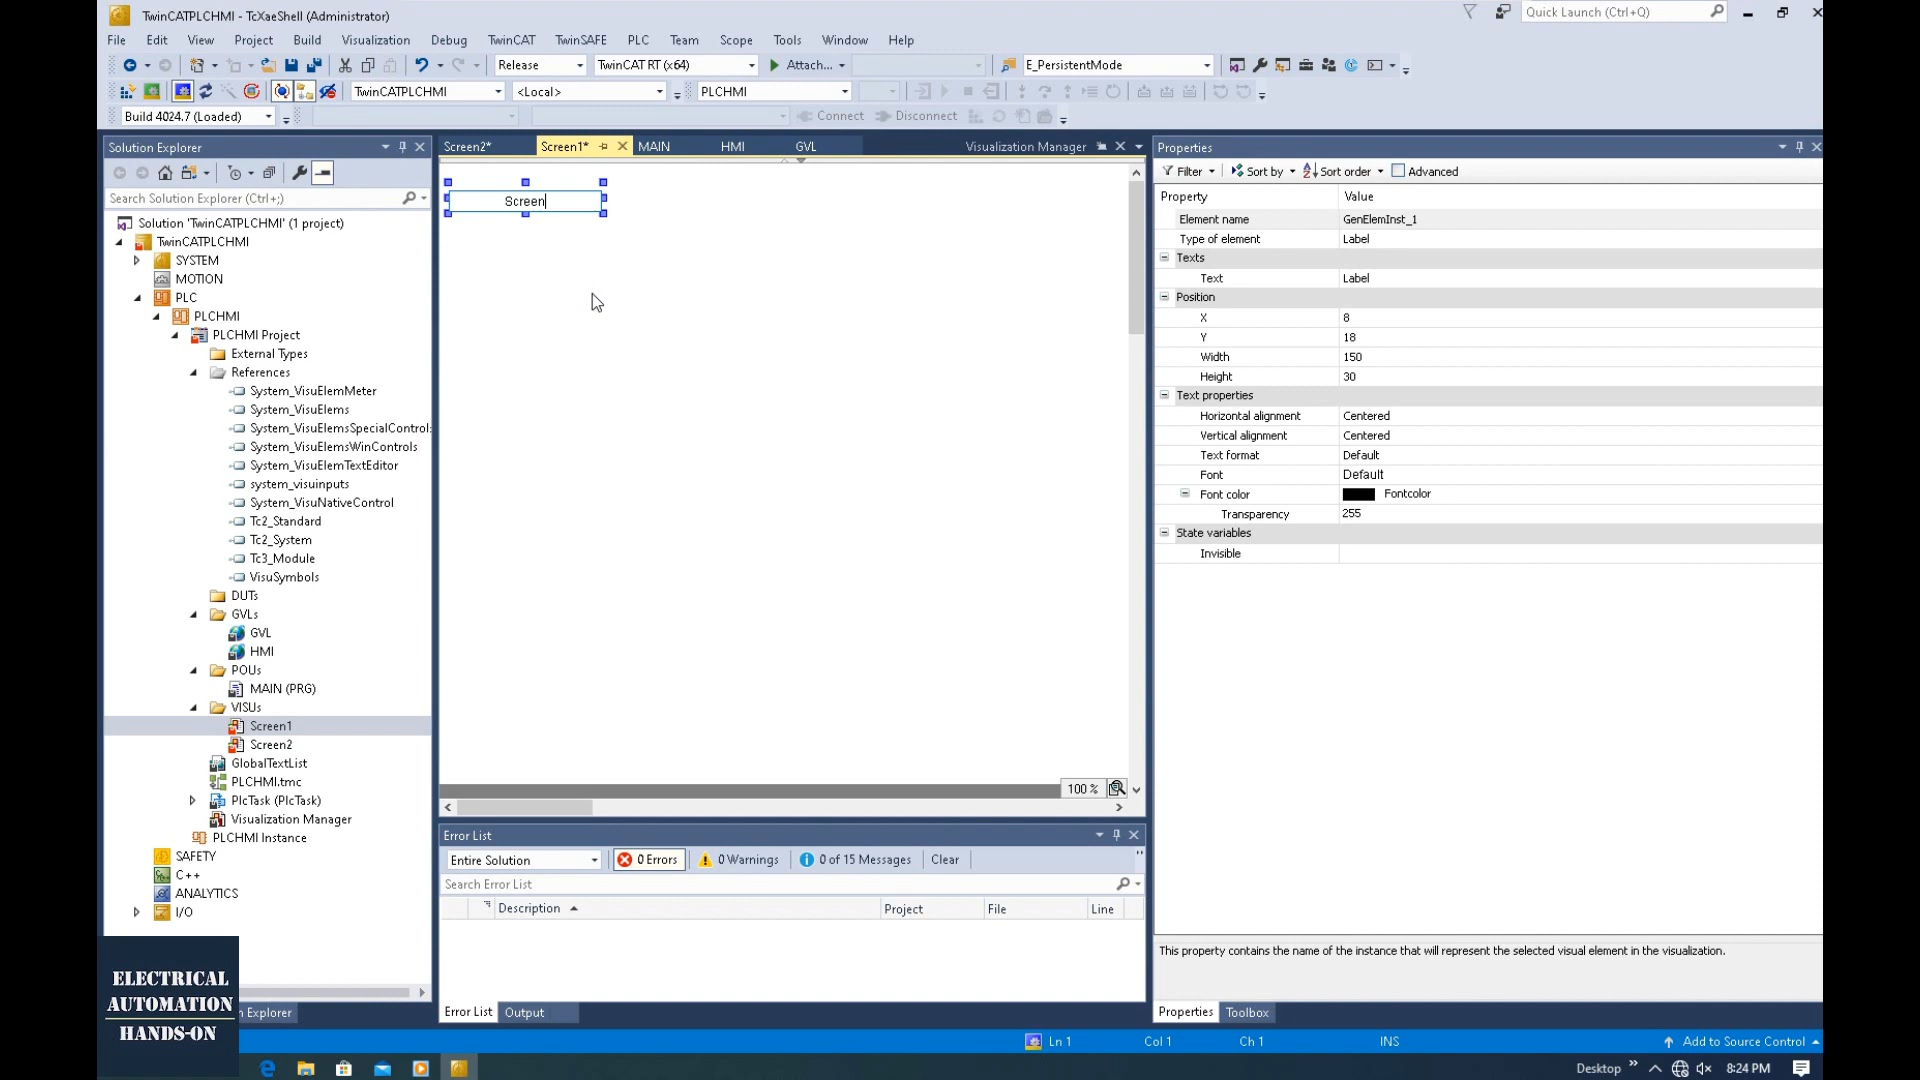 TwinCATPLCHMI - TcXaeShell (Administrator)
Quick Launch (Ctrl+Q)
File Edit View Project Build Visualization Debug TwinCAT TwinSAFE PLC Team Scope Tools Window Help
Release TwinCAT RT (x64) Attach... E_PersistentMode
TwinCATPLCHMI <Local> PLCHMI
Build 4024.7 (Loaded) Connect Disconnect
Solution Explorer
Search Solution Explorer (Ctrl+;)
Solution 'TwinCATPLCHMI' (1 project)
TwinCATPLCHMI
SYSTEM
MOTION
PLC
PLCHMI
PLCHMI Project
External Types
References
System_VisuElemMeter
System_VisuElems
System_VisuElemsSpecialControls
System_VisuElemsWinControls
System_VisuElemTextEditor
system_visuinputs
System_VisuNativeControl
Tc2_Standard
Tc2_System
Tc3_Module
VisuSymbols
DUTs
GVLs
GVL
HMI
POUs
MAIN (PRG)
VISUs
Screen1
Screen2
GlobalTextList
PLCHMI.tmc
PlcTask (PlcTask)
Visualization Manager
PLCHMI Instance
SAFETY
C++
ANALYTICS
I/O
n Explorer
ELECTRICAL
AUTOMATION
HANDS-ON
Screen2* Screen1* MAIN HMI GVL Visualization Manager
Screen
100 %
Error List
Entire Solution 0 Errors 0 Warnings 0 of 15 Messages Clear
Search Error List
Description Project File Line
Error List Output
Properties
Filter Sort by Sort order Advanced
Property Value
Element name GenElemInst_1
Type of element Label
Texts
Text Label
Position
X 8
Y 18
Width 150
Height 30
Text properties
Horizontal alignment Centered
Vertical alignment Centered
Text format Default
Font Default
Font color Fontcolor
Transparency 255
State variables
Invisible
This property contains the name of the instance that will represent the selected visual element in the visualization.
Properties Toolbox
Ln 1 Col 1 Ch 1 INS Add to Source Control
Desktop 8:24 PM